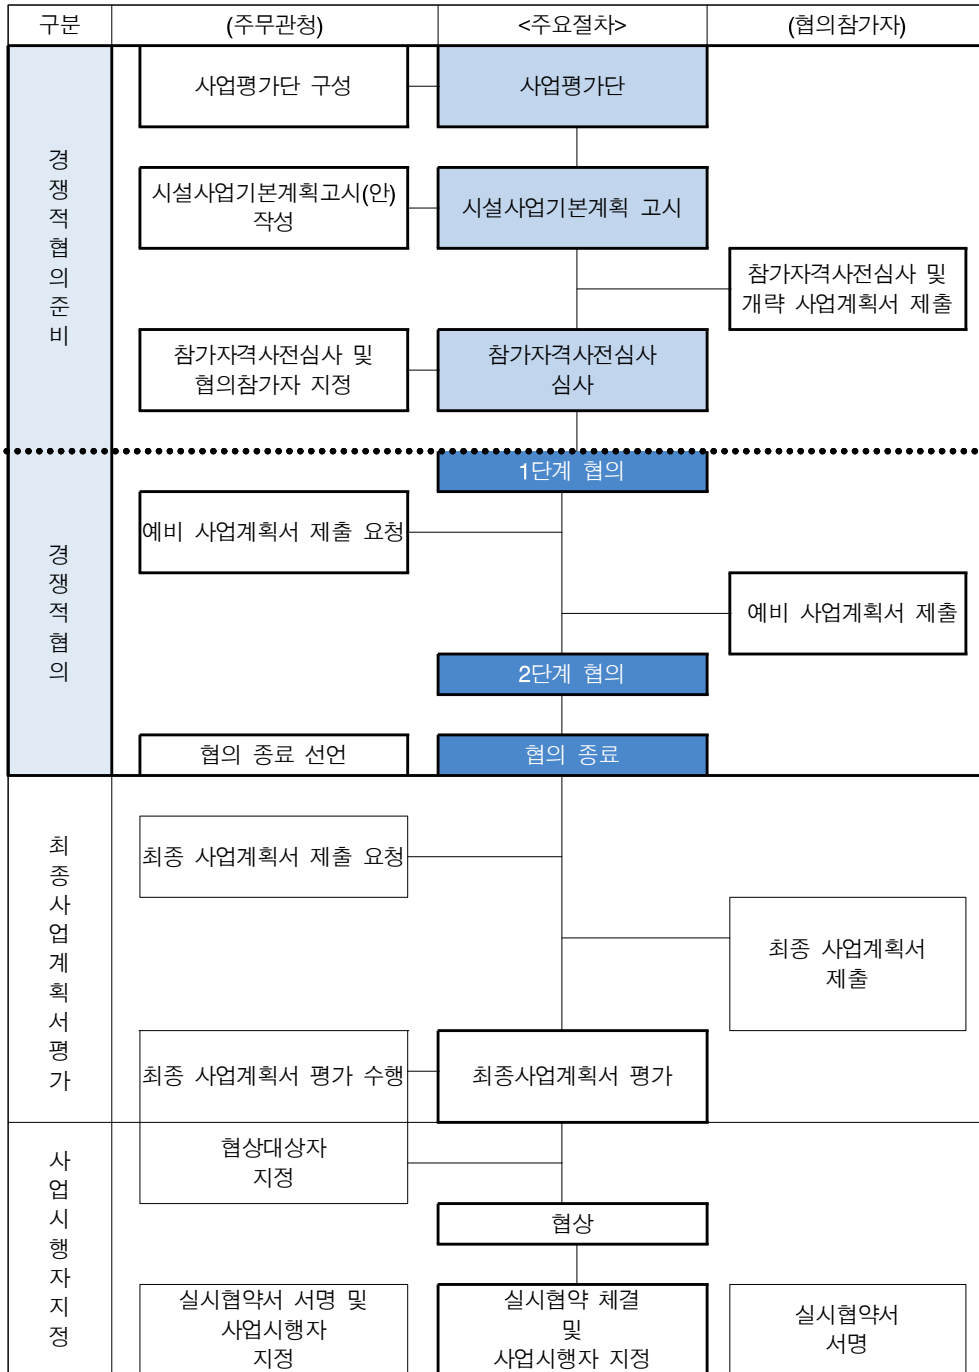 구분
(주무관청)
<주요절차>
(협의참가자)
경쟁적협의준비
사업평가단 구성
사업평가단
시설사업기본계획고시(안)
작성
시설사업기본계획 고시
참가자격사전심사 및
개략 사업계획서 제출
참가자격사전심사 및
협의참가자 지정
참가자격사전심사
심사
경쟁적협의
1단계 협의
예비 사업계획서 제출 요청
예비 사업계획서 제출
2단계 협의
협의 종료 선언
협의 종료
최종사업계획서평가
최종 사업계획서 제출 요청
최종 사업계획서
제출
최종 사업계획서 평가 수행
최종사업계획서 평가
사업시행자지정
협상대상자
지정
협상
실시협약서 서명 및
사업시행자
지정
실시협약 체결
및
사업시행자 지정
실시협약서
서명